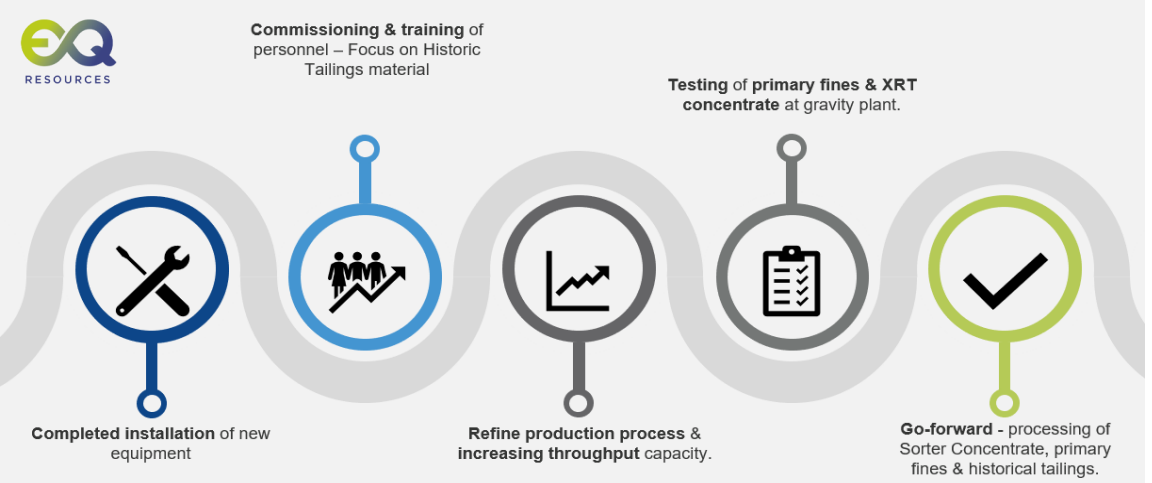 EQ
RESOURCES
Commissioning & training of
personnel – Focus on Historic
Tailings material
Testing of primary fines & XRT
concentrate at gravity plant.
Completed installation of new
equipment
Refine production process &
increasing throughput capacity.
Go-forward - processing of
Sorter Concentrate, primary
fines & historical tailings.